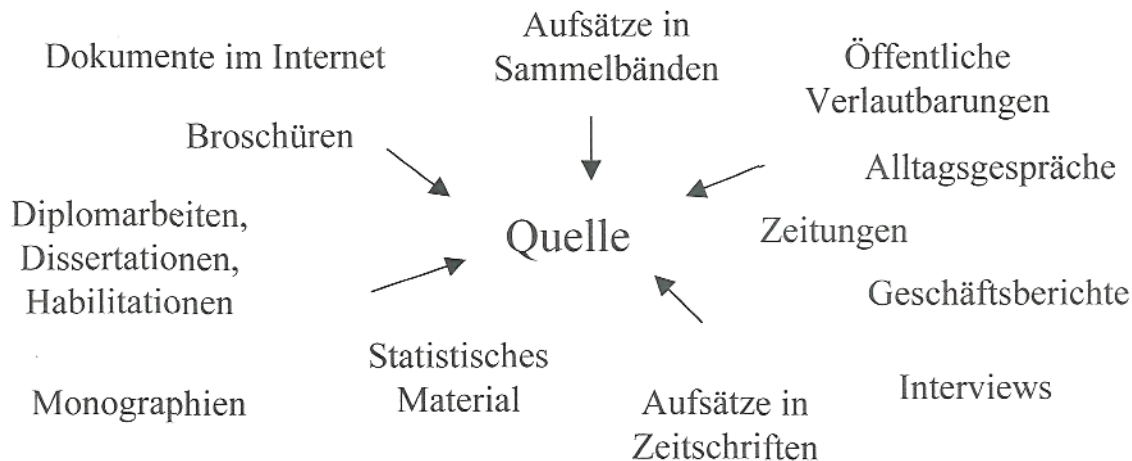 Dokumente im Internet
Aufsätze in
Sammelbänden
Öffentliche
Verlautbarungen
Broschüren
Alltagsgespräche
Diplomarbeiten,
Dissertationen,
Habilitationen
Quelle
Zeitungen
Geschäftsberichte
Statistisches
Material
Monographien
Aufsätze in
Zeitschriften
Interviews